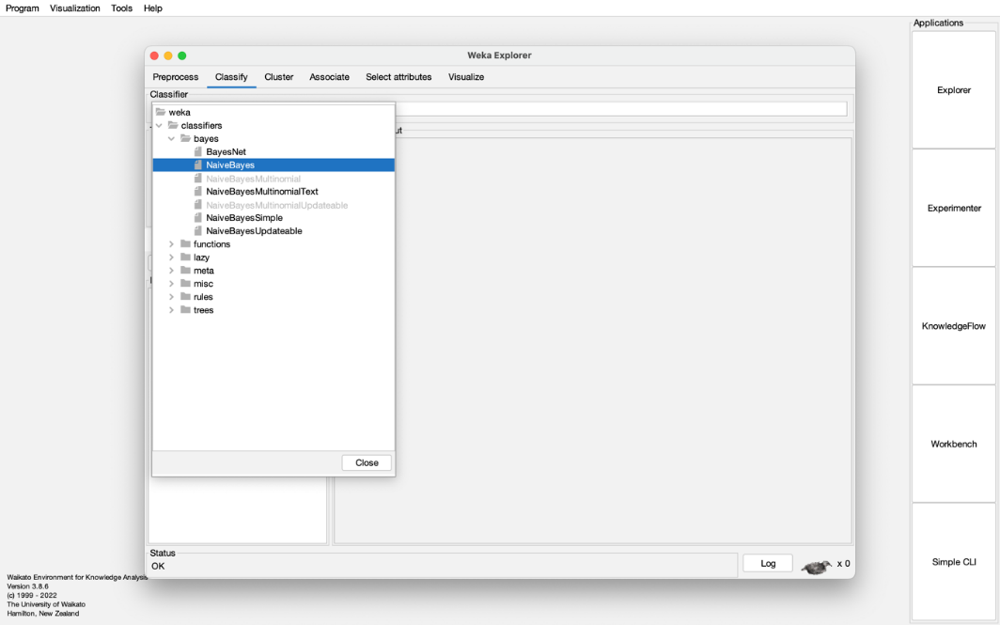 Program Visualization Tools Help
Applications
Weka Explorer
Preprocess Classify Cluster Associate Select attributes Visualize
Classifier
weka
classifiers
bayes
BayesNet
NaiveBayes
NaiveBayesMultinomial
NaiveBayesMultinomialText
NaiveBayesMultinomialUpdateable
NaiveBayesSimple
NaiveBayesUpdateable
functions
lazy
meta
misc
rules
trees
Close
ut
Status
OK
Log
x 0
Explorer
Experimenter
KnowledgeFlow
Workbench
Simple CLI
Waikato Environment for Knowledge Analysis
Version 3.8.6
(c) 1999 - 2022
The University of Waikato
Hamilton, New Zealand